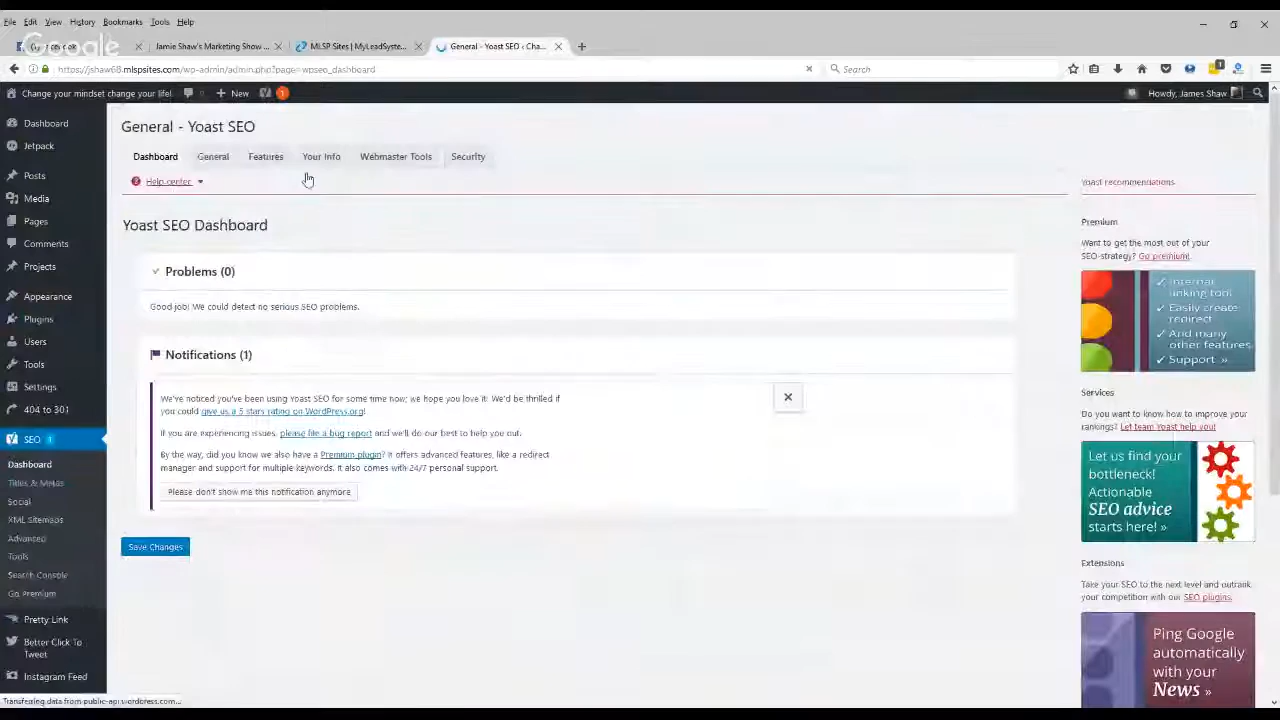 File Edit View History Bookmarks Tools Help
Google
Jamie Shaw's Marketing Show ...
MLSP Sites | MyLeadSyste...
General - Yoast SEO ‹ Cha...
https://jshaw68.mlspsites.com/wp-admin/admin.php?page=wpseo_dashboard
Search
Change your mindset change your life! 0 + New 1
Howdy, James Shaw
Dashboard
Jetpack
Posts
Media
Pages
Comments
Projects
Appearance
Plugins
Users
Tools
Settings
404 to 301
SEO 1
Dashboard
Titles & Metas
Social
XML Sitemaps
Advanced
Tools
Search Console
Go Premium
Pretty Link
Better Click To
Tweet
Instagram Feed
General - Yoast SEO
Dashboard General Features Your Info Webmaster Tools Security
Help center
Yoast SEO Dashboard
Problems (0)
Good job! We could detect no serious SEO problems.
Notifications (1)
We've noticed you've been using Yoast SEO for some time now; we hope you love it! We'd be thrilled if
you could give us a 5 stars rating on WordPress.org!
If you are experiencing issues, please file a bug report and we'll do our best to help you out.
By the way, did you know we also have a Premium plugin? It offers advanced features, like a redirect
manager and support for multiple keywords. It also comes with 24/7 personal support.
Please don't show me this notification anymore
Save Changes
Yoast recommendations
Premium
Want to get the most out of your
SEO-strategy? Go premium!
Internal
linking tool
Easily create
redirect
And many
other features
Support »
Services
Do you want to know how to improve your
rankings? Let team Yoast help you!
Let us find your
bottleneck!
Actionable
SEO advice
starts here! »
Extensions
Take your SEO to the next level and outrank
your competition with our SEO plugins.
Ping Google
automatically
with your
News »
Transferring data from public-api.wordpress.com...